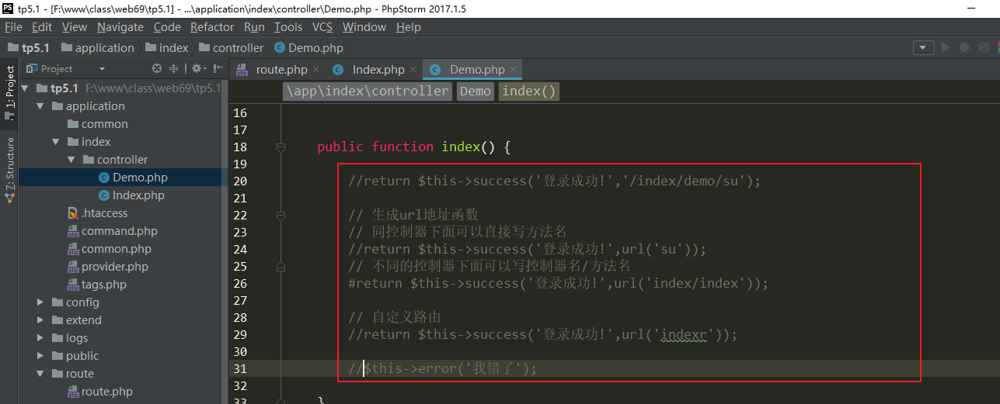 tp5.1 - [F:\www\class\web69\tp5.1] - ...\application\index\controller\Demo.php - PhpStorm 2017.1.5
File Edit View Navigate Code Refactor Run Tools VCS Window Help
tp5.1 application index controller Demo.php
1: Project
7: Structure
Project
tp5.1 F:\www\class\web69\tp5.1
application
common
index
controller
Demo.php
Index.php
.htaccess
command.php
common.php
provider.php
tags.php
config
extend
logs
public
route
route.php
route.php × Index.php × Demo.php ×
\app\index\controller Demo index()
16
17
18 public function index() {
19
20 //return $this->success('登录成功!','/index/demo/su');
21
22 // 生成url地址函数
23 // 同控制器下面可以直接写方法名
24 //return $this->success('登录成功!',url('su'));
25 // 不同的控制器下面可以写控制器名/方法名
26 #return $this->success('登录成功!',url('index/index'));
27
28 // 自定义路由
29 //return $this->success('登录成功!',url('indexr'));
30
31 //$this->error('我错了');
32
33 }